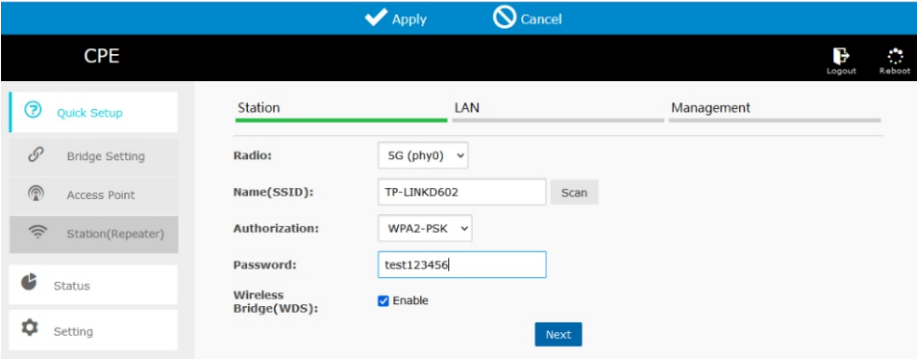 Apply Cancel
CPE
Logout Reboot
Quick Setup
Bridge Setting
Access Point
Station(Repeater)
Status
Setting
Station LAN Management
Radio: 5G (phy0)
Name(SSID): TP-LINKD602 Scan
Authorization: WPA2-PSK
Password: test123456
Wireless
Bridge(WDS): Enable
Next